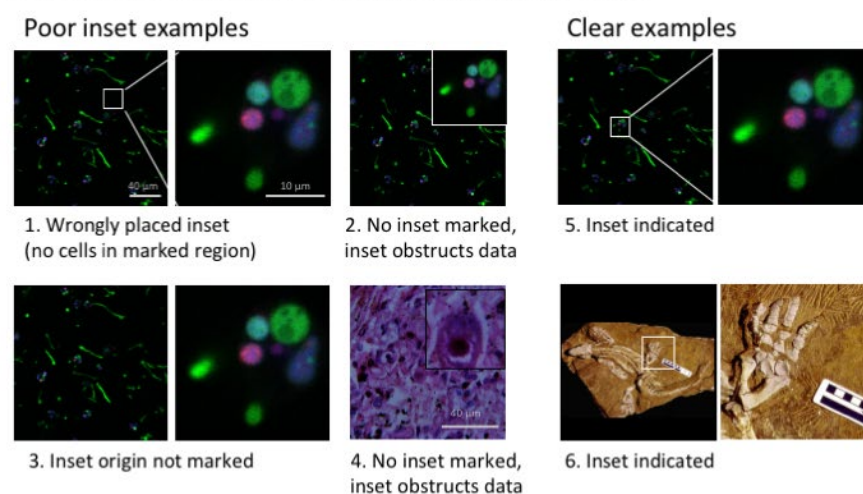 Poor inset examples
Clear examples
40 µm
10 µm
1. Wrongly placed inset
(no cells in marked region)
2. No inset marked,
inset obstructs data
5. Inset indicated
40 µm
3. Inset origin not marked
4. No inset marked,
inset obstructs data
6. Inset indicated